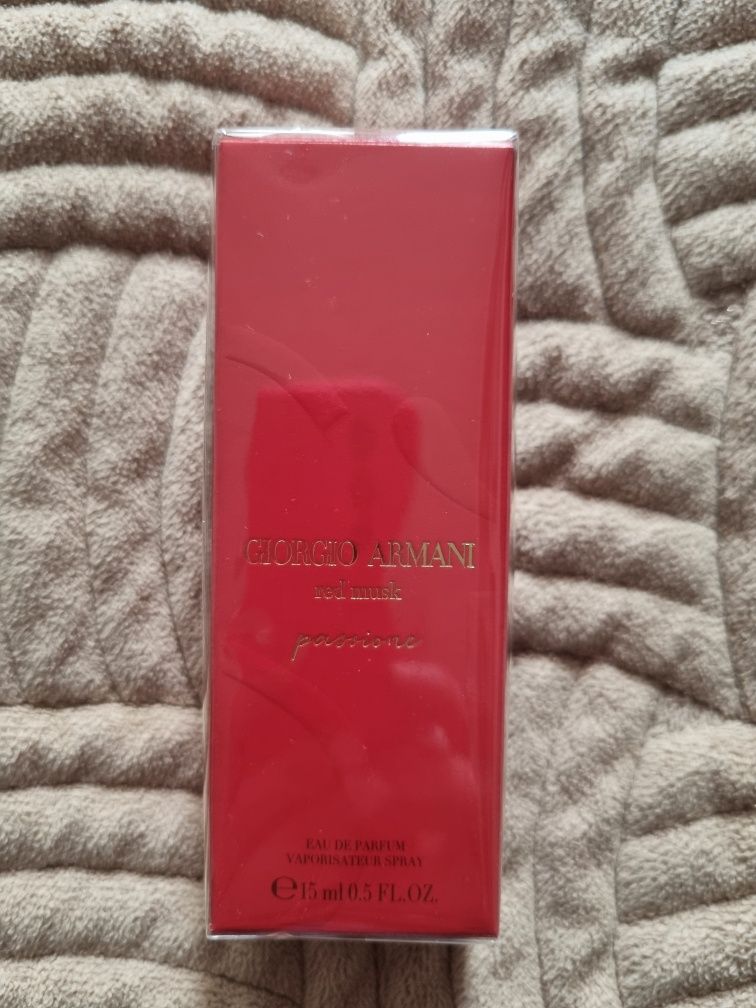 GIORGIO ARMANI
red musk
passione
EAU DE PARFUM
VAPORISATEUR SPRAY
℮15 ml 0.5 FL.OZ.